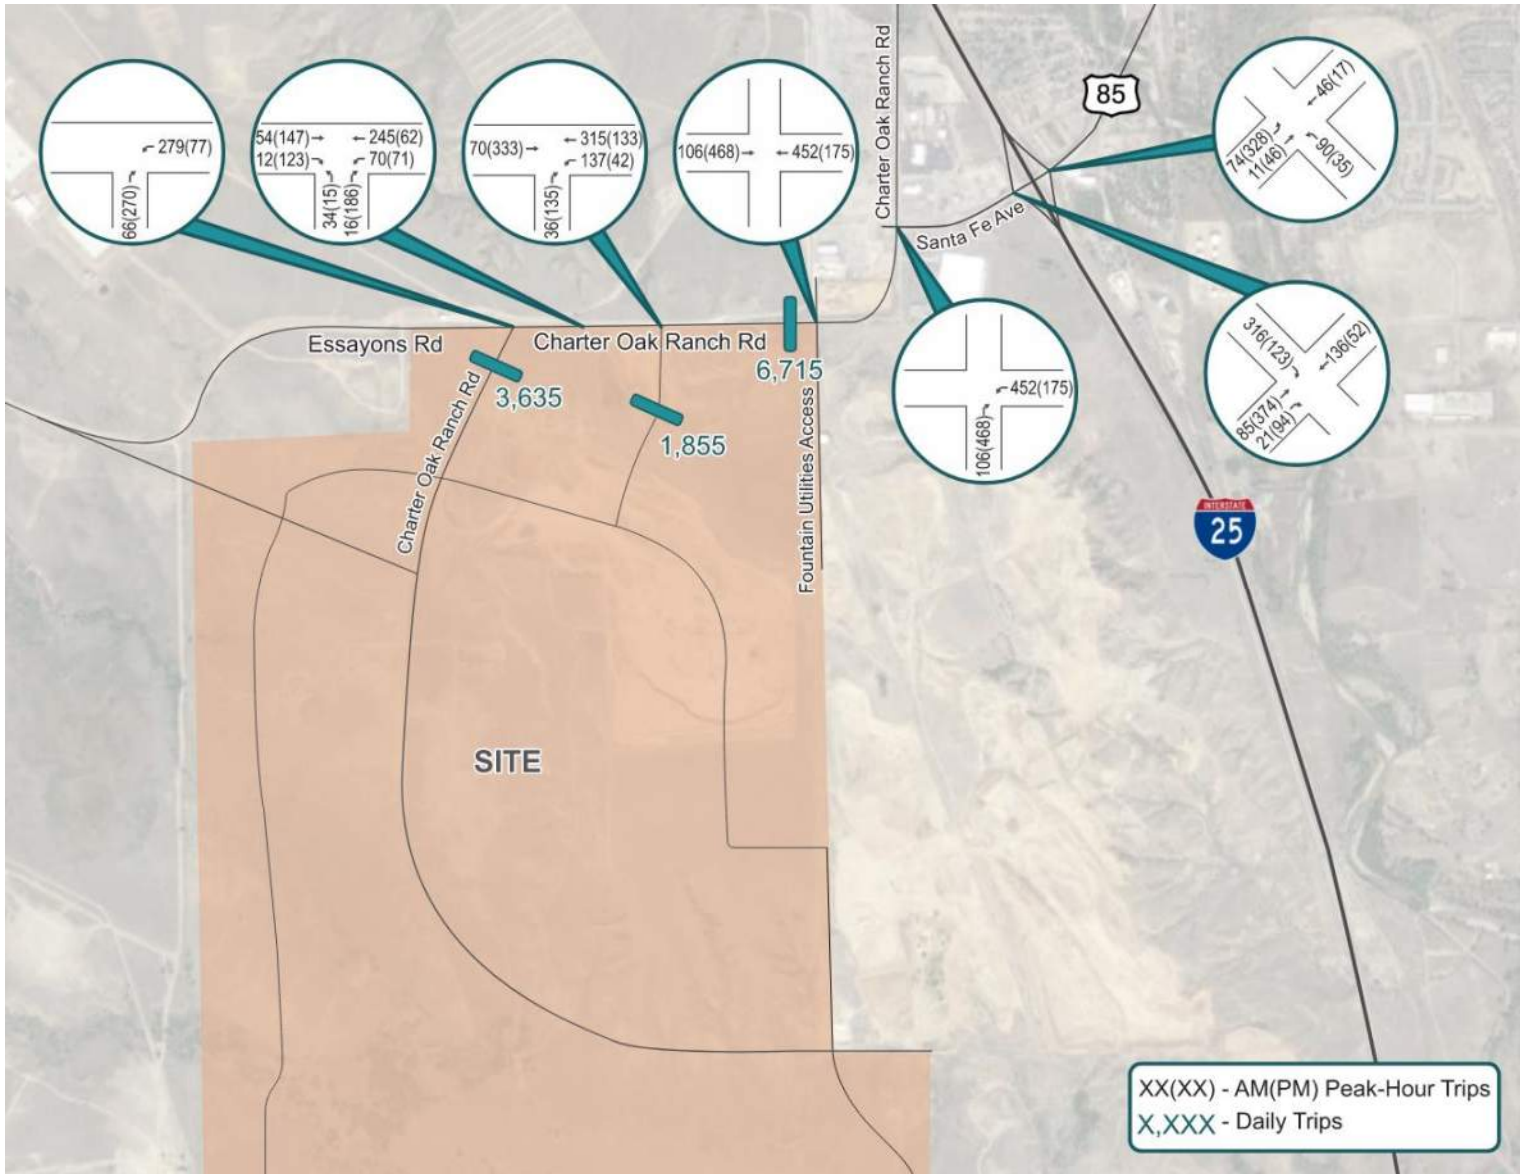 Charter Oak Ranch Rd
85
46(17)
74(328)
11(46)
90(35)
279(77)
66(270)
54(147)
245(62)
12(123)
70(71)
34(15)
16(186)
70(333)
315(133)
137(42)
36(135)
106(468)
452(175)
Santa Fe Ave
316(123)
136(52)
85(374)
21(94)
452(175)
106(468)
Essayons Rd
Charter Oak Ranch Rd
6,715
3,635
1,855
Charter Oak Ranch Rd
Fountain Utilities Access
INTERSTATE
25
SITE
XX(XX) - AM(PM) Peak-Hour Trips
X,XXX - Daily Trips